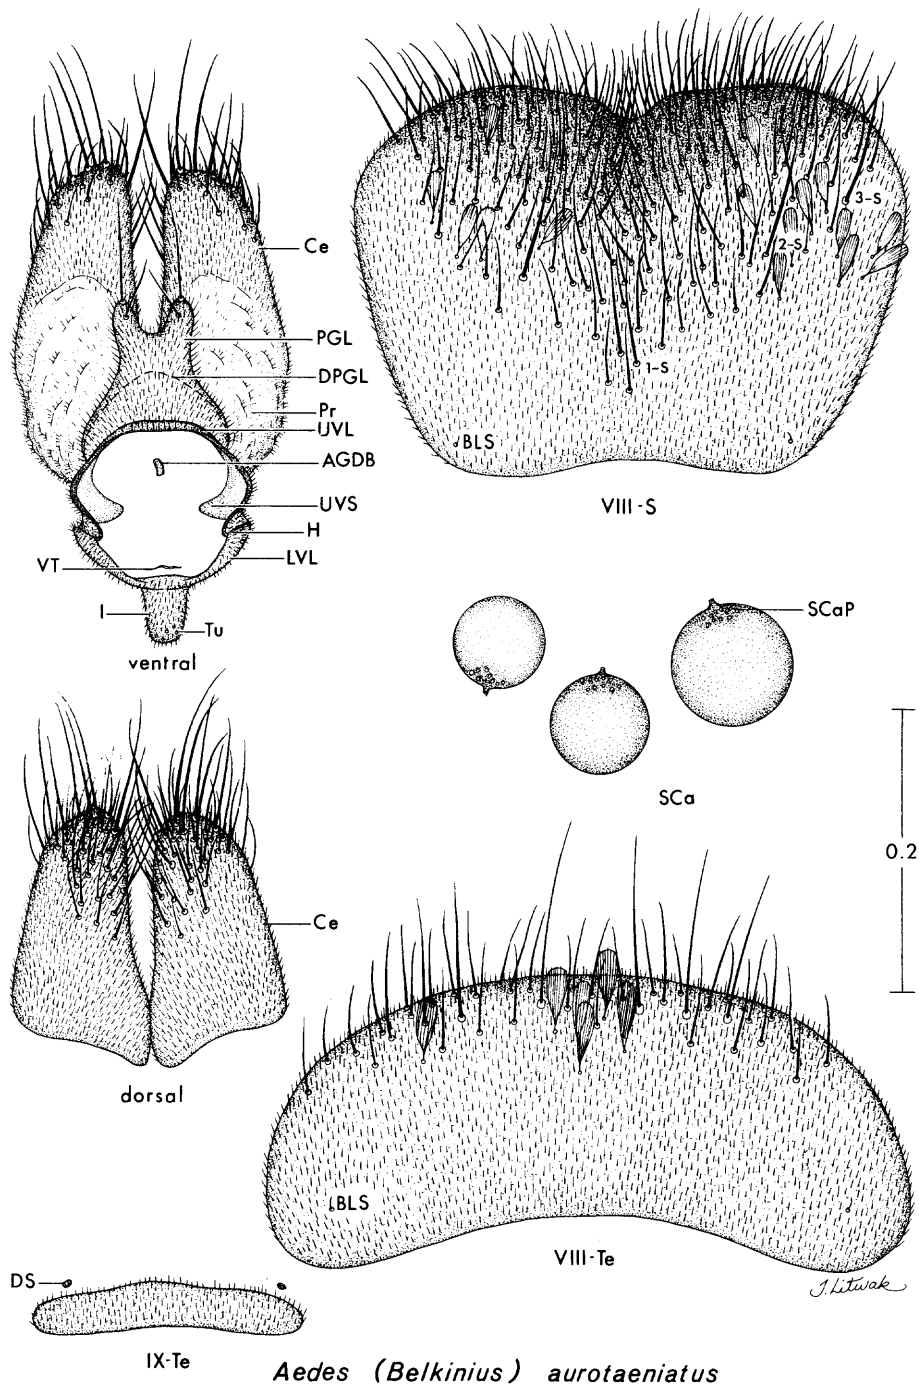 Ce
PGL
DPGL
Pr
UVL
AGDB
UVS
H
LVL
VT
I
Tu
ventral
3-S
2-S
1-S
BLS
VIII-S
SCaP
SCa
0.2
Ce
dorsal
BLS
VIII-Te
J. Litwak
DS
IX-Te
Aedes (Belkinius) aurotaeniatus